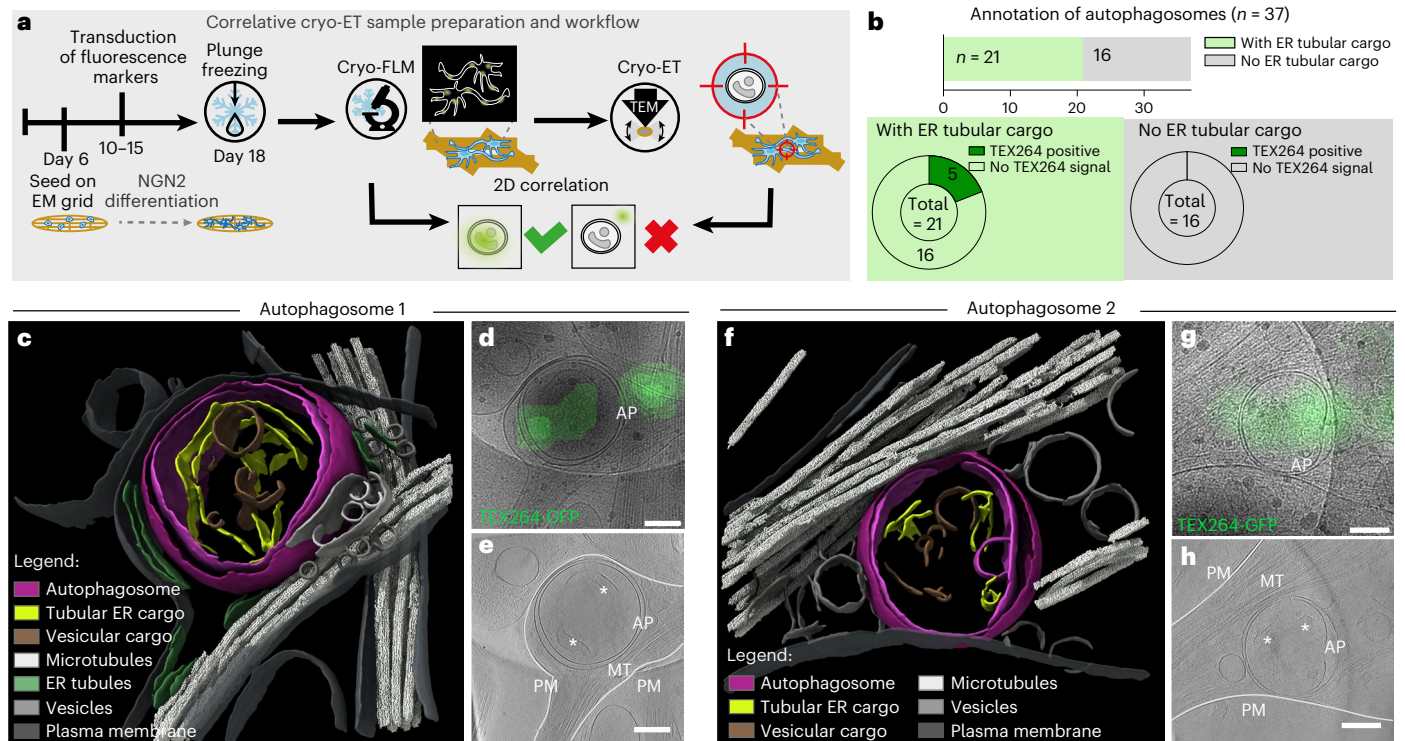 a
Correlative cryo-ET sample preparation and workflow
Transduction
of fluorescence
markers
Plunge
freezing
Cryo-FLM
Cryo-ET
TEM
Day 6
10–15
Day 18
Seed on
EM grid
NGN2
differentiation
2D correlation
b
Annotation of autophagosomes (n = 37)
n = 21
16
With ER tubular cargo
No ER tubular cargo
0
10
20
30
With ER tubular cargo
TEX264 positive
No TEX264 signal
5
Total
= 21
16
No ER tubular cargo
TEX264 positive
No TEX264 signal
Total
= 16
Autophagosome 1
c
Legend:
Autophagosome
Tubular ER cargo
Vesicular cargo
Microtubules
ER tubules
Vesicles
Plasma membrane
d
AP
TEX264-GFP
e
*
*
AP
MT
PM
PM
Autophagosome 2
f
Legend:
Autophagosome
Tubular ER cargo
Vesicular cargo
Microtubules
Vesicles
Plasma membrane
g
AP
TEX264-GFP
h
PM
MT
*
*
AP
PM